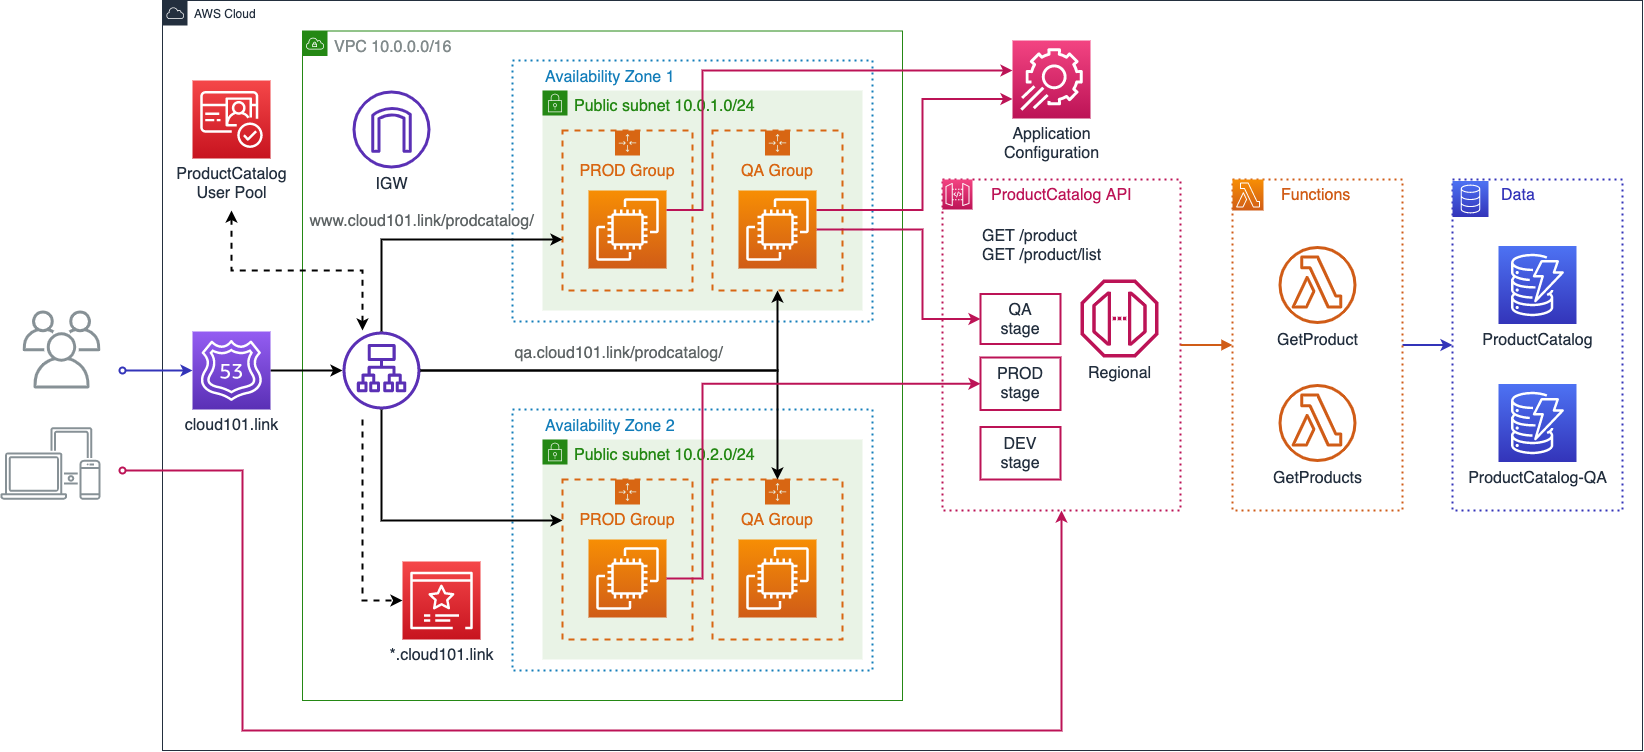 AWS Cloud
VPC 10.0.0.0/16
ProductCatalog
User Pool
IGW
www.cloud101.link/prodcatalog/
53
cloud101.link
qa.cloud101.link/prodcatalog/
*.cloud101.link
Availability Zone 1
Public subnet 10.0.1.0/24
PROD Group
QA Group
Availability Zone 2
Public subnet 10.0.2.0/24
PROD Group
QA Group
Application
Configuration
ProductCatalog API
GET /product
GET /product/list
QA
stage
PROD
stage
DEV
stage
Regional
Functions
GetProduct
GetProducts
Data
ProductCatalog
ProductCatalog-QA